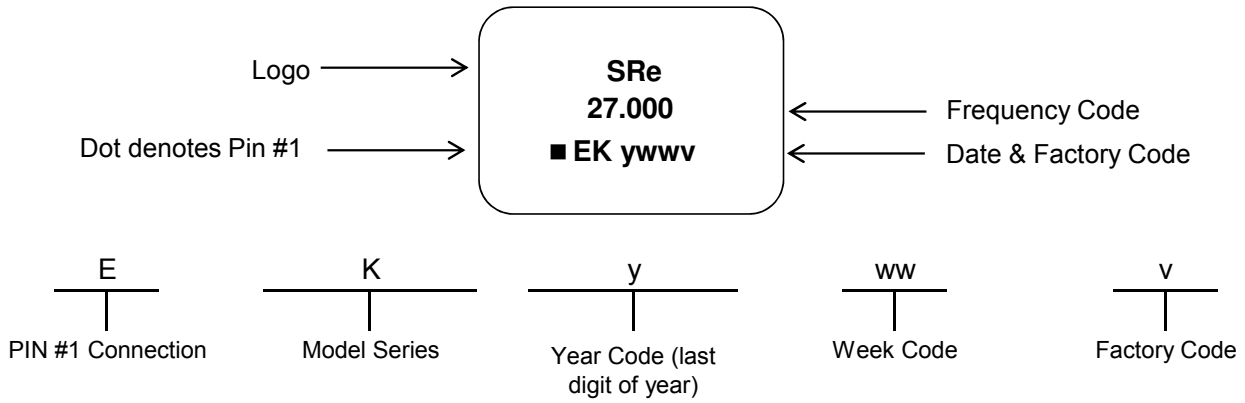 Logo
SRe
27.000
Frequency Code
Dot denotes Pin #1
■ EK ywwv
Date & Factory Code
E
K
y
ww
v
PIN #1 Connection
Model Series
Year Code (last
digit of year)
Week Code
Factory Code